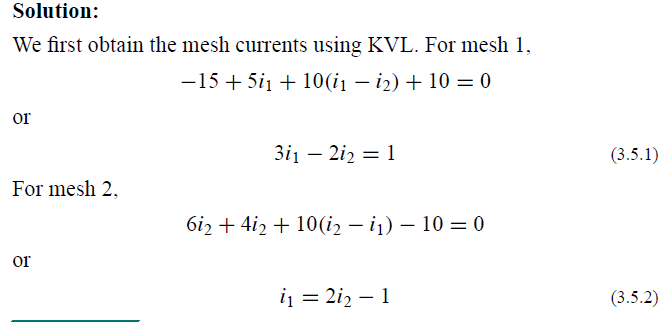 Solution:
We first obtain the mesh currents using KVL. For mesh 1,
−15 + 5i₁ + 10(i₁ − i₂) + 10 = 0
or
3i₁ − 2i₂ = 1 (3.5.1)
For mesh 2,
6i₂ + 4i₂ + 10(i₂ − i₁) − 10 = 0
or
i₁ = 2i₂ − 1 (3.5.2)